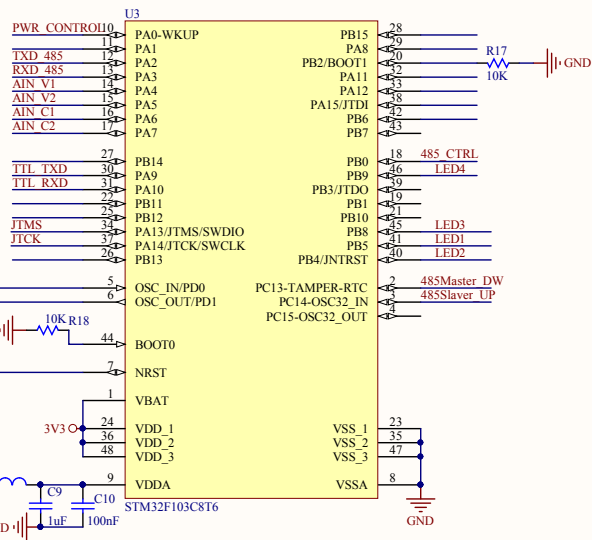 U3
PWR_CONTROL 10 PA0-WKUP PB15 28
11 PA1 PA8 29
TXD_485 12 PA2 PB2/BOOT1 20 R17 10K GND
RXD_485 13 PA3 PA11 32
AIN_V1 14 PA4 PA12 33
AIN_V2 15 PA5 PA15/JTDI 38
AIN_C1 16 PA6 PB6 42
AIN_C2 17 PA7 PB7 43
27 PB14 PB0 18 485_CTRL
TTL_TXD 30 PA9 PB9 46 LED4
TTL_RXD 31 PA10 PB3/JTDO 39
22 PB11 PB1 19
25 PB12 PB10 21
JTMS 34 PA13/JTMS/SWDIO PB8 45 LED3
JTCK 37 PA14/JTCK/SWCLK PB5 41 LED1
26 PB13 PB4/JNTRST 40 LED2
5 OSC_IN/PD0 PC13-TAMPER-RTC 2 485Master_DW
6 OSC_OUT/PD1 PC14-OSC32_IN 3 485Slaver_UP
PC15-OSC32_OUT 4
10K R18
44 BOOT0
7 NRST
1 VBAT
3V3 24 VDD_1 VSS_1 23
36 VDD_2 VSS_2 35
48 VDD_3 VSS_3 47
9 VDDA VSSA 8
C9 C10 STM32F103C8T6
1uF 100nF GND
D